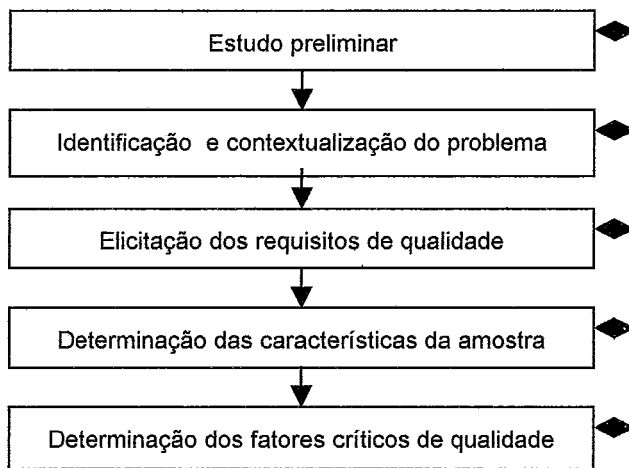 Estudo preliminar
Identificação e contextualização do problema
Elicitação dos requisitos de qualidade
Determinação das características da amostra
Determinação dos fatores críticos de qualidade